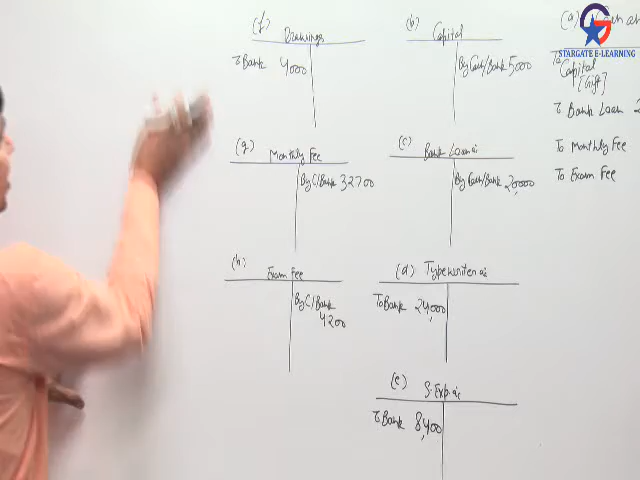 (f)
Drawings
To Bank 4000
(g)
Monthly Fee
By C/Bank 32700
(h)
Exam Fee
By C/Bank
4200
(b)
Capital
By Cash/Bank 5,000
(c)
Bank Loan a/c
By Cash/Bank 20,000
(d)
Typewriter a/c
To Bank 24,000
(e)
S. Exp. a/c
To Bank 8,400
(a)
STARGATE E-LEARNING
To
Capital
[Gift]
To Bank Loan 2
To Monthly Fee
To Exam Fee